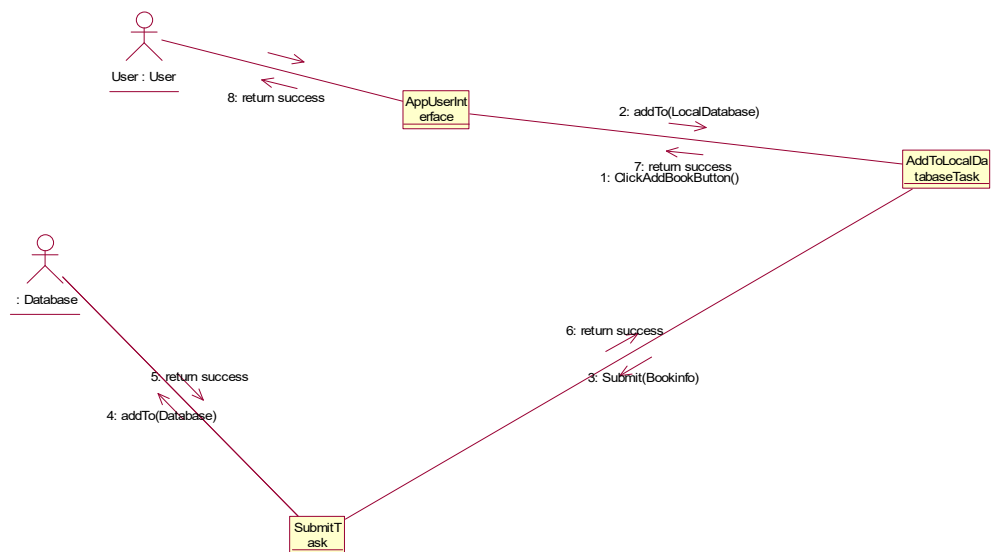 User : User
8: return success
AppUserInt
erface
2: addTo(LocalDatabase)
7: return success
1: ClickAddBookButton()
AddToLocalDa
tabaseTask
: Database
6: return success
3: Submit(Bookinfo)
5: return success
4: addTo(Database)
SubmitT
ask